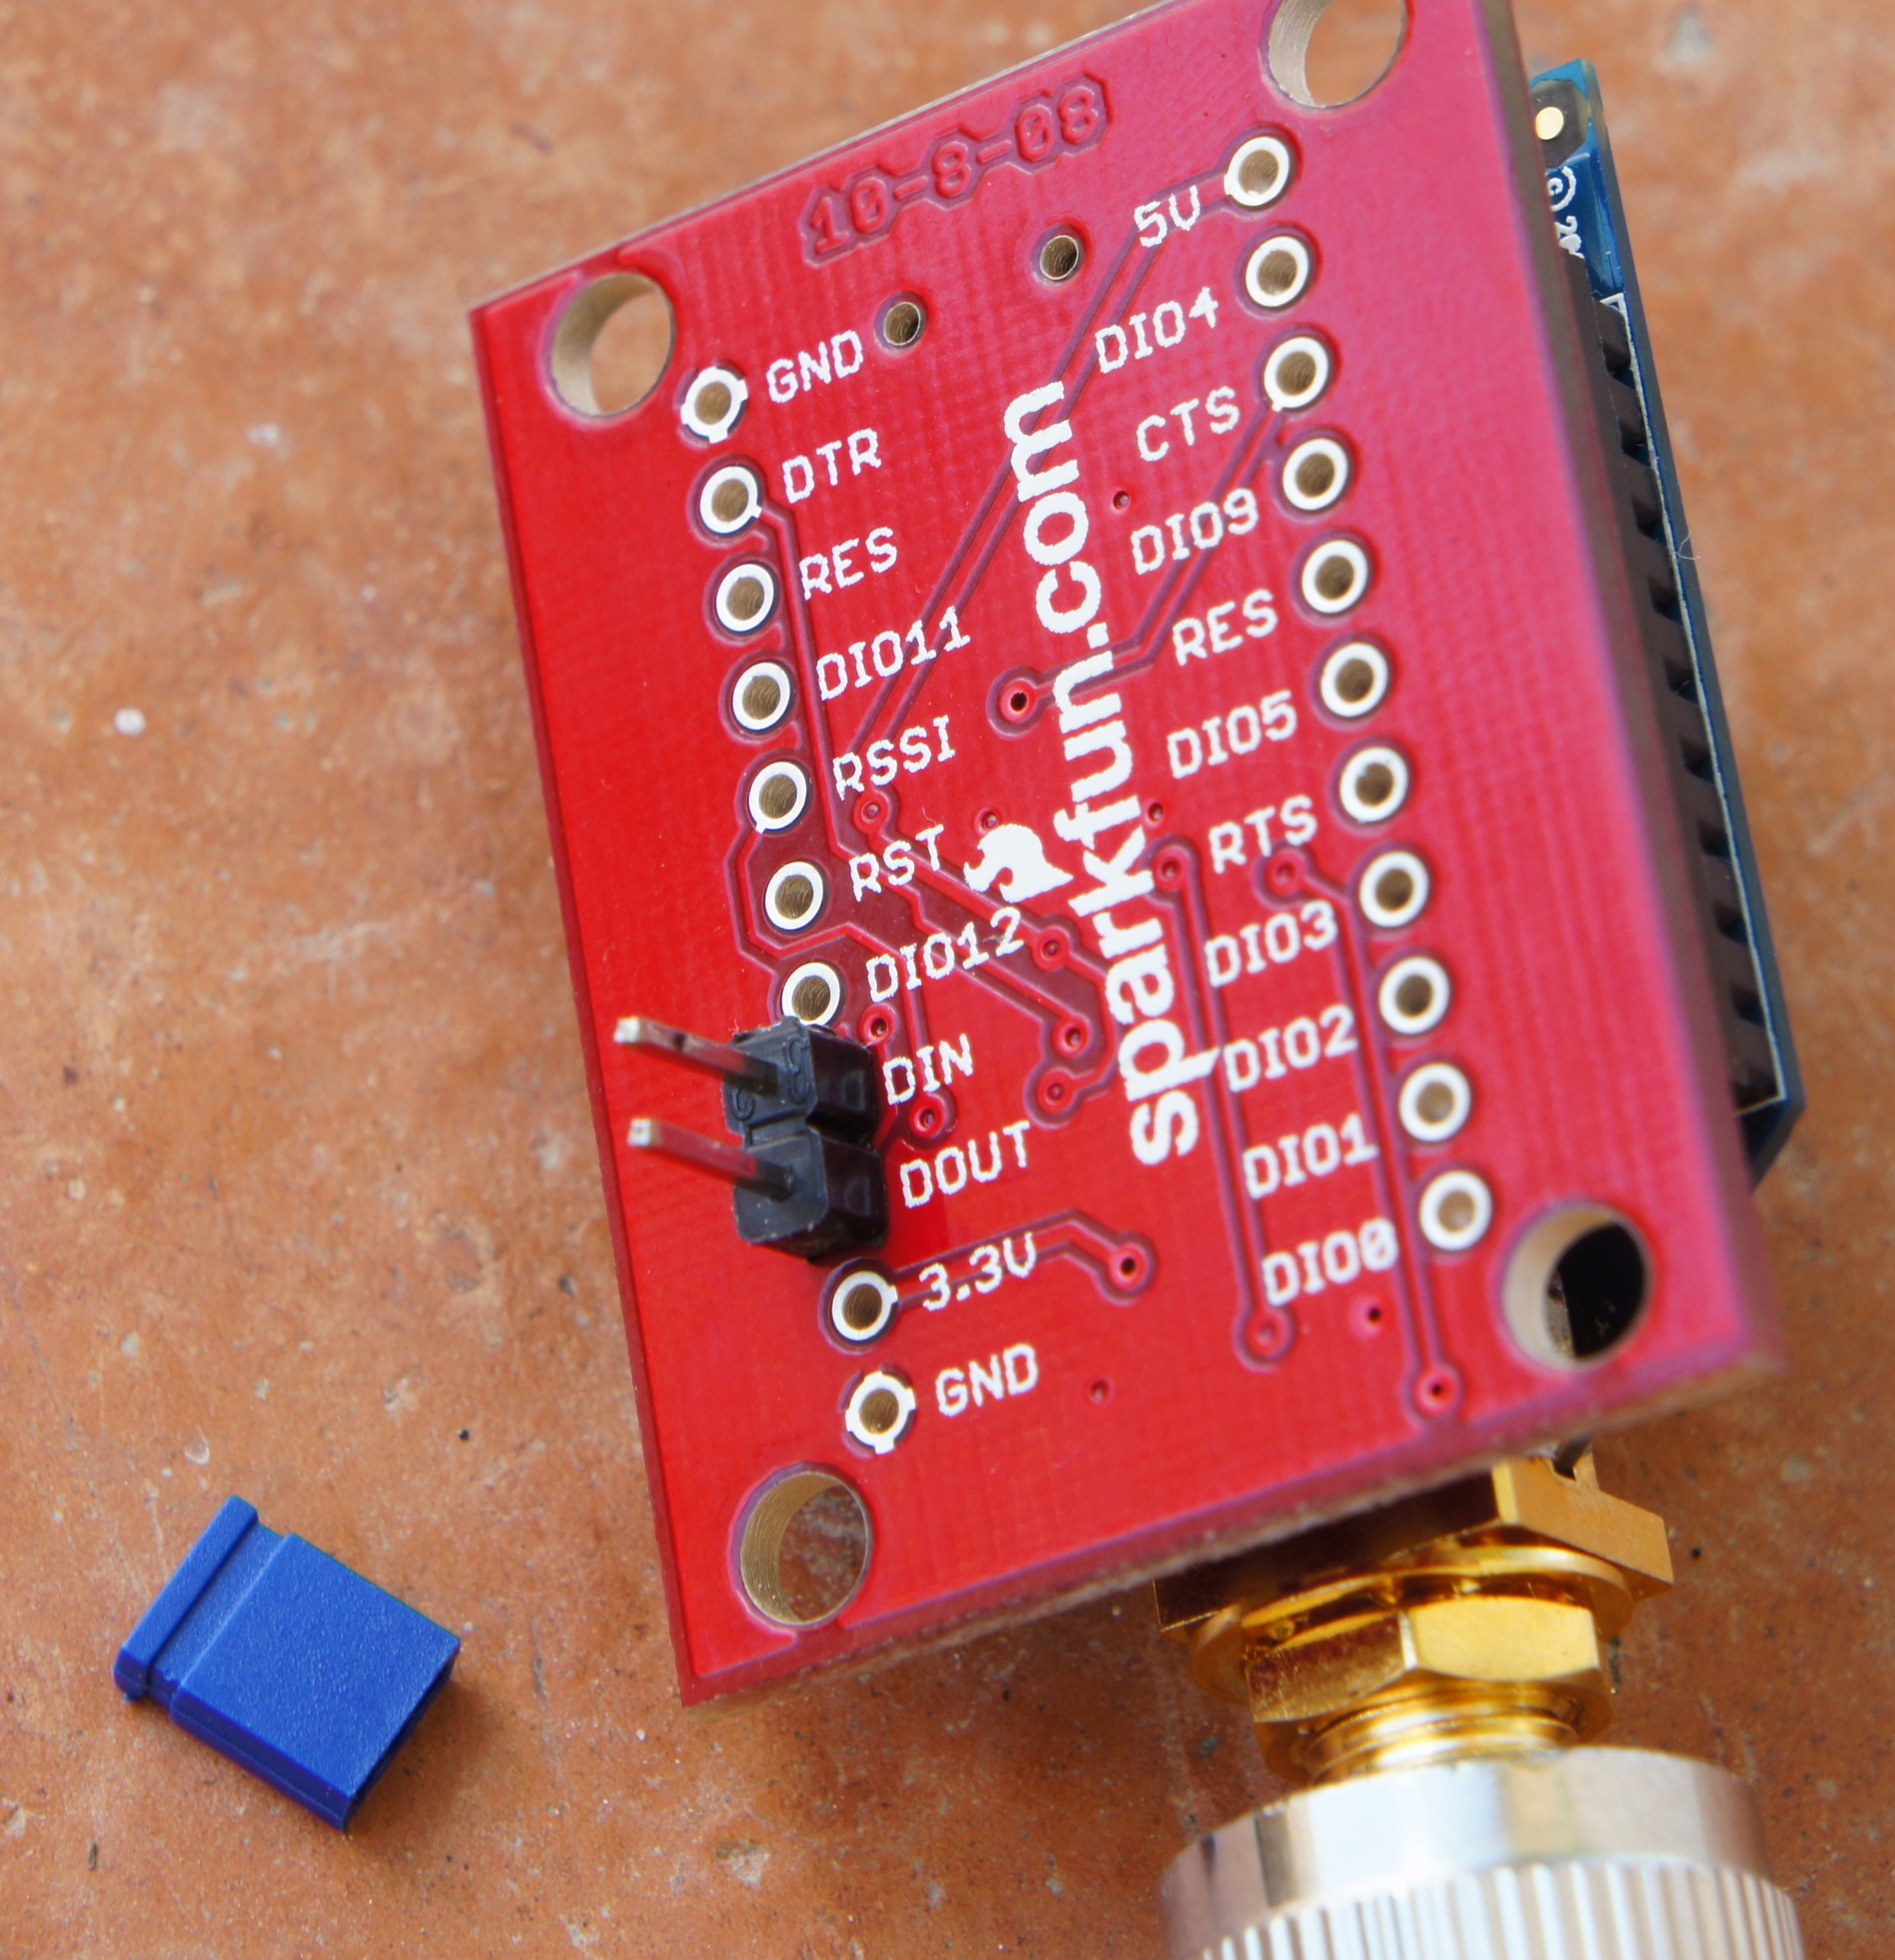 10-8-08
GND
DTR
RES
DIO11
RSSI
RST
DIO12
DIN
DOUT
3.3V
GND
sparkfun.com
5V
DIO4
CTS
DIO9
RES
DIO5
RTS
DIO3
DIO2
DIO1
DIO0